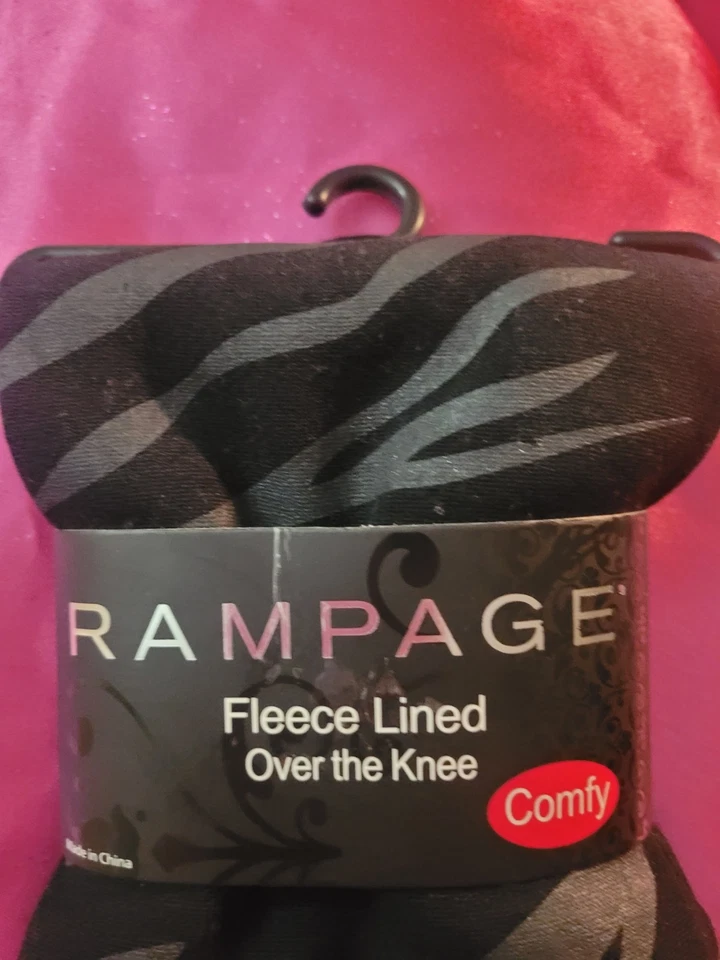 RAMPAGE
Fleece Lined
Over the Knee
Comfy
Made in China